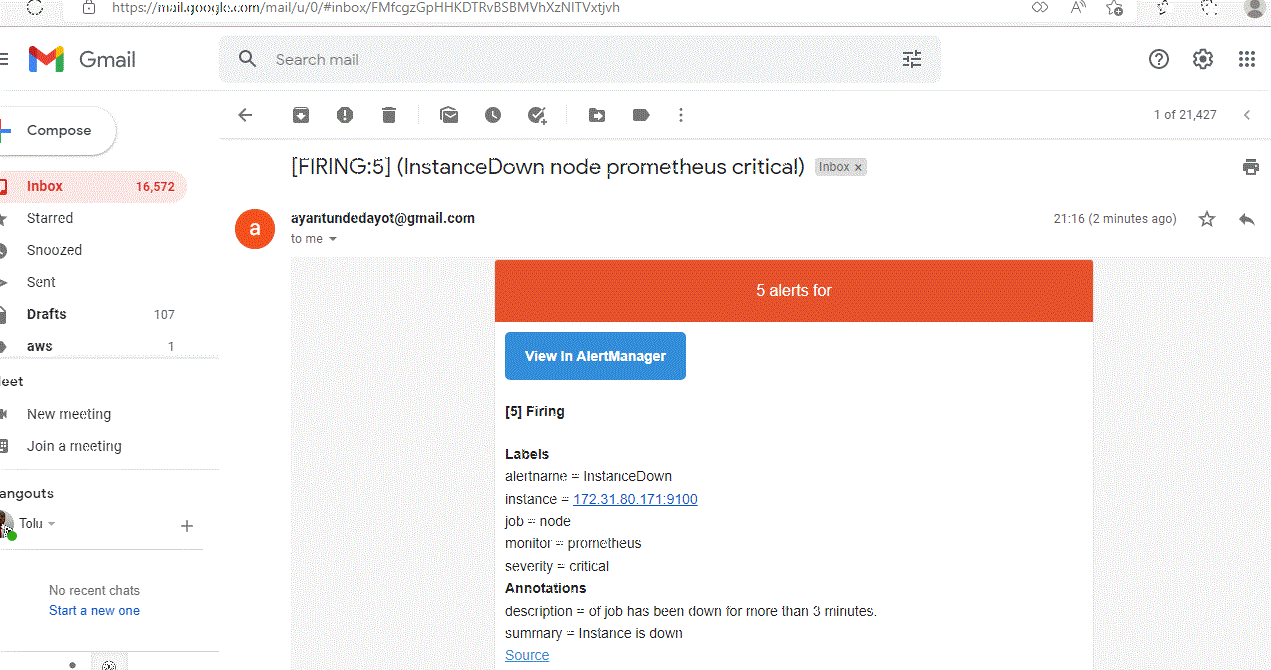 https://mail.google.com/mail/u/0/#inbox/FMfcgzGpHHKDTRvBSBMVhXzNITVxtjvh
Gmail
Search mail
Compose
1 of 21,427
[FIRING:5] (InstanceDown node prometheus critical) Inbox ×
Inbox 16,572
Starred
Snoozed
Sent
Drafts 107
aws 1
eet
New meeting
Join a meeting
angouts
Tolu
No recent chats
Start a new one
a
ayantundedayot@gmail.com
21:16 (2 minutes ago)
to me
5 alerts for
View In AlertManager
[5] Firing
Labels
alertname = InstanceDown
instance = 172.31.80.171:9100
job = node
monitor = prometheus
severity = critical
Annotations
description = of job has been down for more than 3 minutes.
summary = Instance is down
Source